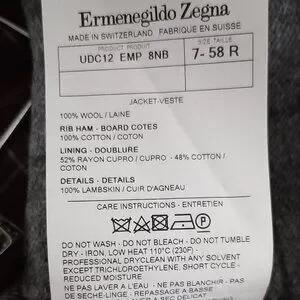 Ermenegildo Zegna
MADE IN SWITZERLAND FABRIQUE EN SUISSE
PRODUCT PRODUIT SIZE-TAILLE
UDC12 EMP 8NB 7- 58 R
JACKET-VESTE
100% WOOL / LAINE
RIB HAM - BOARD COTES
100% COTTON / COTON
LINING - DOUBLURE
52% RAYON CUPRO / CUPRO - 48% COTTON /
COTON
DETAILS - DETAILS
100% LAMBSKIN / CUIR D'AGNEAU
CARE INSTRUCTIONS - ENTRETIEN
P
DO NOT WASH - DO NOT BLEACH - DO NOT TUMBLE
DRY - IRON, LOW HEAT 110°C (230F) -
PROFESSIONAL DRYCLEAN WITH ANY SOLVENT
EXCEPT TRICHLOROETHYLENE, SHORT CYCLE -
REDUCED MOISTURE
NE PAS LAVER A L'EAU - NE PAS BLANCHIR - PAS
DE SECHE-LINGE - REPASSAGE A BASSE
A SEC DELICAT